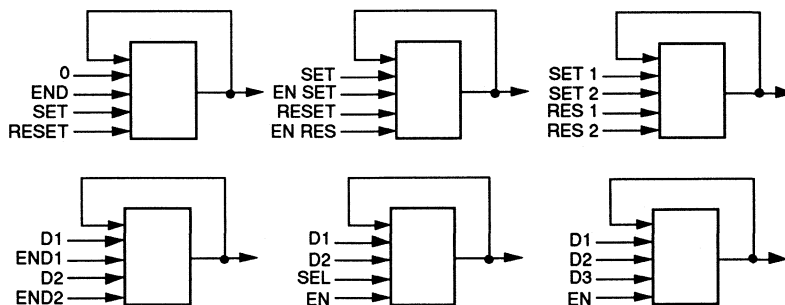 0
END
SET
RESET
SET
EN SET
RESET
EN RES
SET 1
SET 2
RES 1
RES 2
D1
END1
D2
END2
D1
D2
SEL
EN
D1
D2
D3
EN